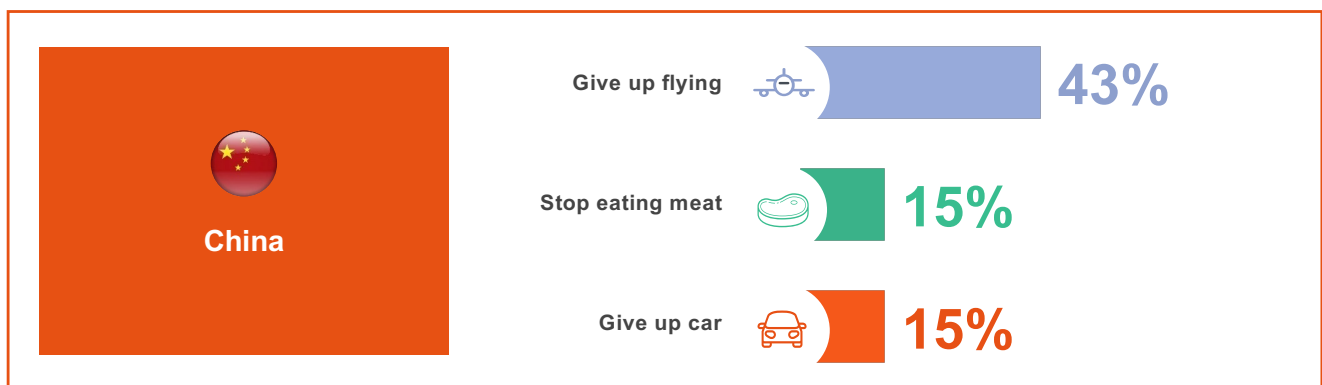 China
Give up flying
43%
Stop eating meat
15%
Give up car
15%